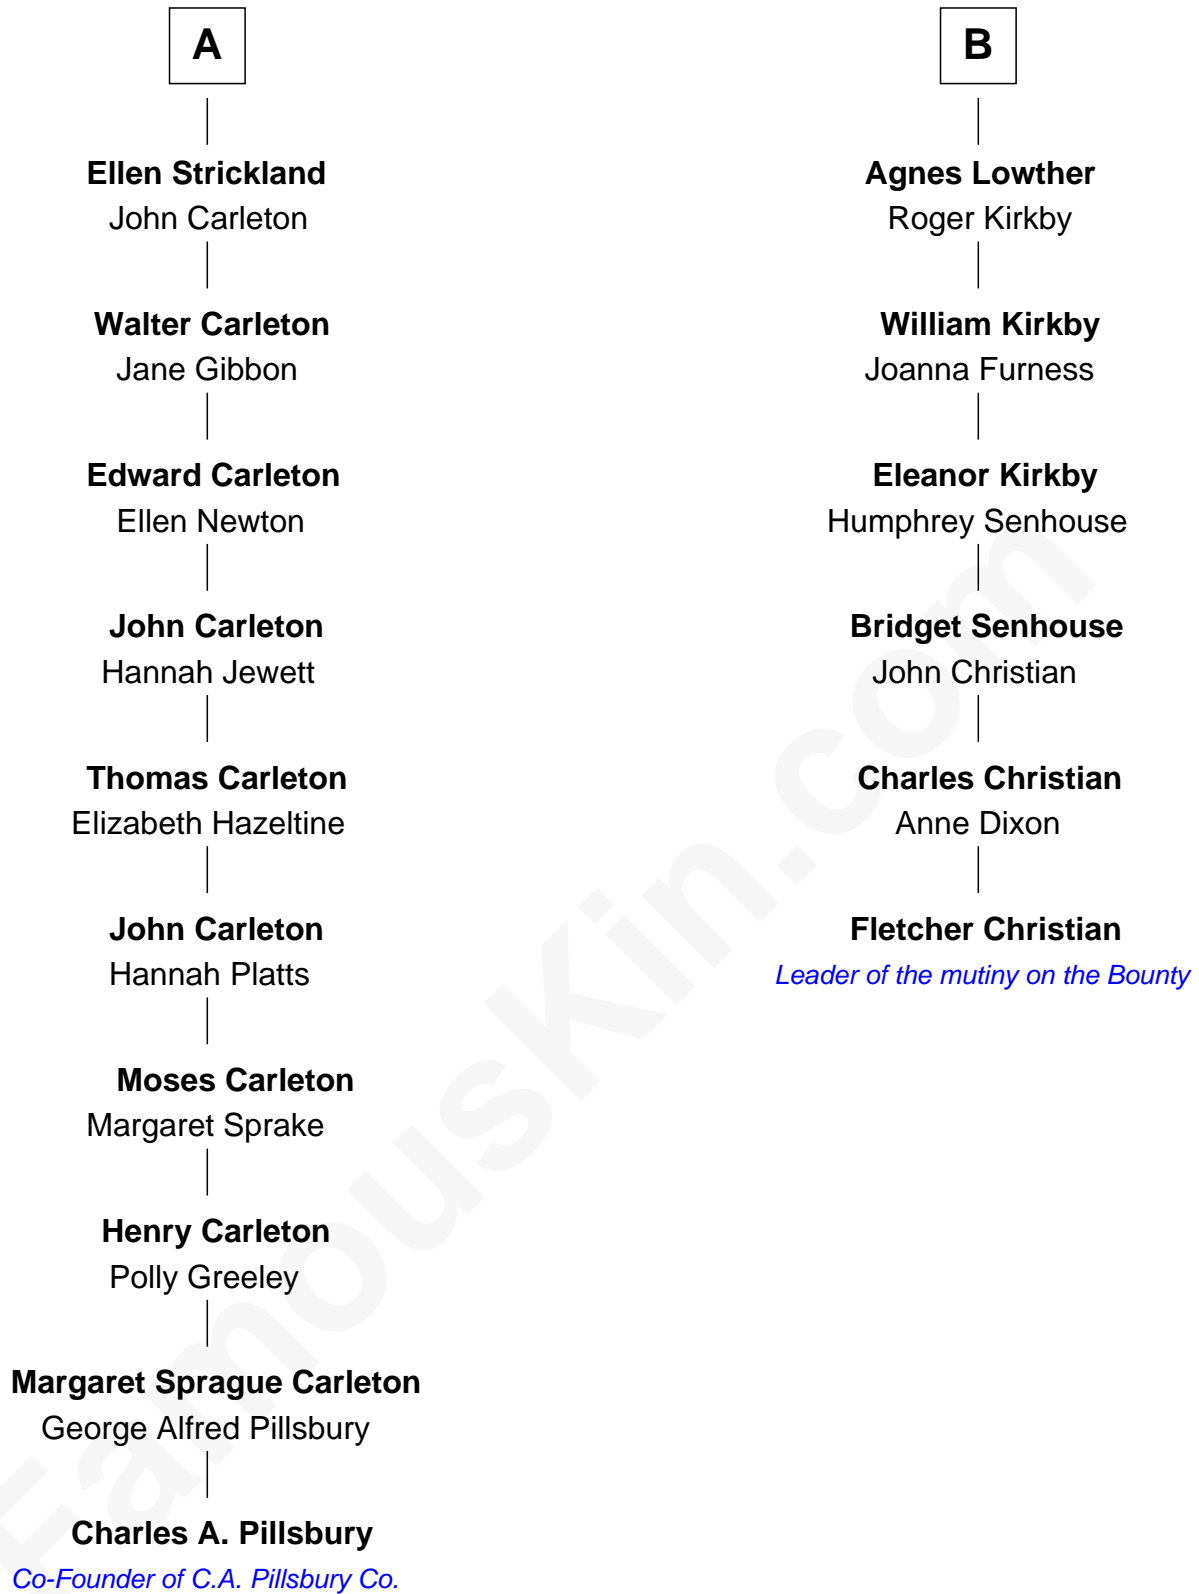 A
Ellen Strickland
John Carleton
Walter Carleton
Jane Gibbon
Edward Carleton
Ellen Newton
John Carleton
Hannah Jewett
Thomas Carleton
Elizabeth Hazeltine
John Carleton
Hannah Platts
Moses Carleton
Margaret Sprake
Henry Carleton
Polly Greeley
Margaret Sprague Carleton
George Alfred Pillsbury
Charles A. Pillsbury
Co-Founder of C.A. Pillsbury Co.
B
Agnes Lowther
Roger Kirkby
William Kirkby
Joanna Furness
Eleanor Kirkby
Humphrey Senhouse
Bridget Senhouse
John Christian
Charles Christian
Anne Dixon
Fletcher Christian
Leader of the mutiny on the Bounty
FamousKin.com